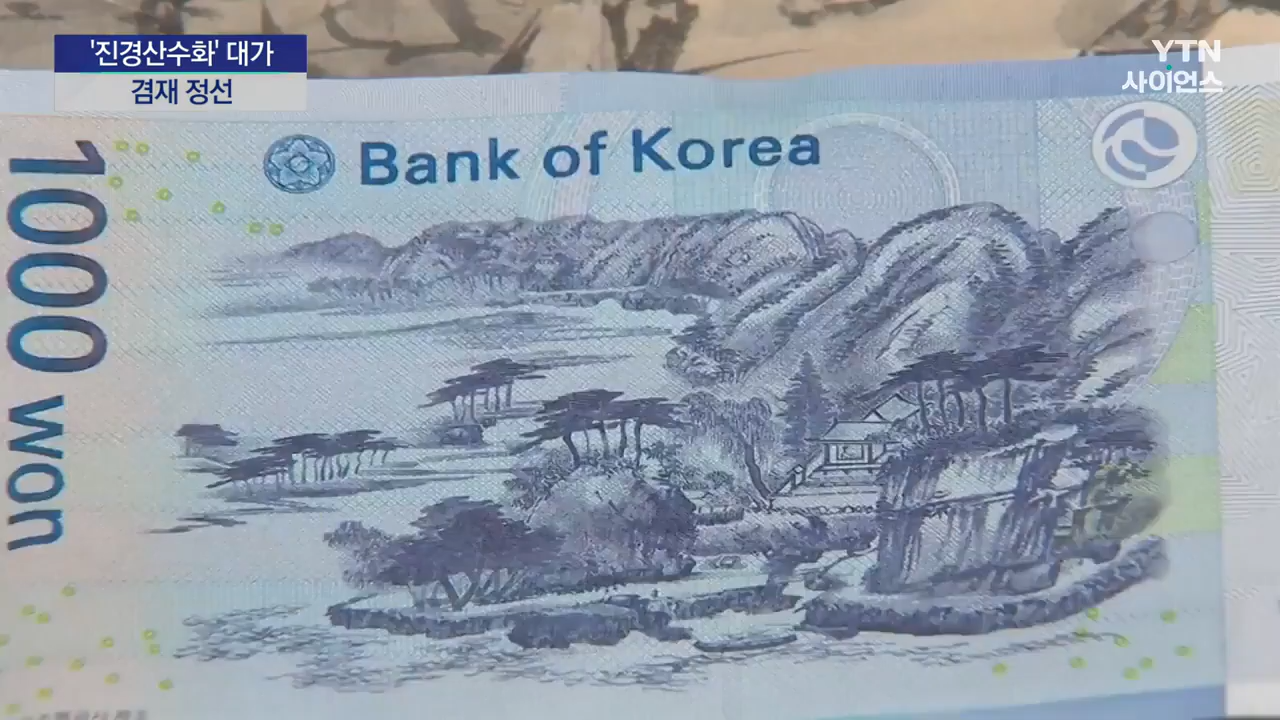 '진경산수화' 대가
겸재 정선
YTN
사이언스
Bank of Korea
1000 won